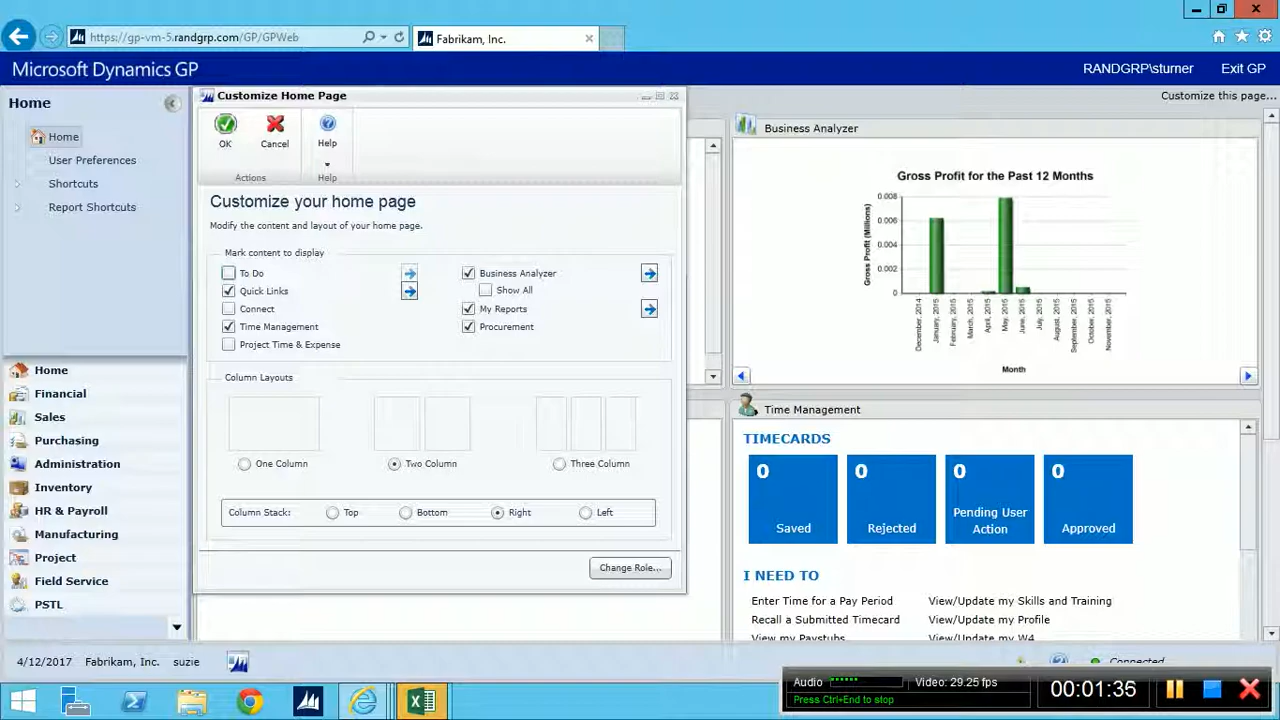 https://gp-vm-5.randgrp.com/GP/GPWeb
Fabrikam, Inc.
Microsoft Dynamics GP
RANDGRP\sturner
Exit GP
Home
Customize Home Page
Customize this page...
Home
User Preferences
Shortcuts
Report Shortcuts
OK
Cancel
Help
Actions
Help
Customize your home page
Modify the content and layout of your home page.
Mark content to display
To Do
Quick Links
Connect
Time Management
Project Time & Expense
Business Analyzer
Show All
My Reports
Procurement
Column Layouts
One Column
Two Column
Three Column
Column Stack:
Top
Bottom
Right
Left
Change Role...
Business Analyzer
Gross Profit for the Past 12 Months
Gross Profit (Millions)
0.008
0.006
0.004
0.002
0
December, 2014
January, 2015
February, 2015
March, 2015
April, 2015
May, 2015
June, 2015
July, 2015
August, 2015
September, 2015
October, 2015
November, 2015
Month
Time Management
TIMECARDS
0
Saved
0
Rejected
0
Pending User
Action
0
Approved
I NEED TO
Enter Time for a Pay Period
View/Update my Skills and Training
Recall a Submitted Timecard
View/Update my Profile
View my Paystubs
View/Update my W4
Home
Financial
Sales
Purchasing
Administration
Inventory
HR & Payroll
Manufacturing
Project
Field Service
PSTL
4/12/2017
Fabrikam, Inc.
suzie
Connected
Audio
Video: 29.25 fps
Press Ctrl+End to stop
00:01:36